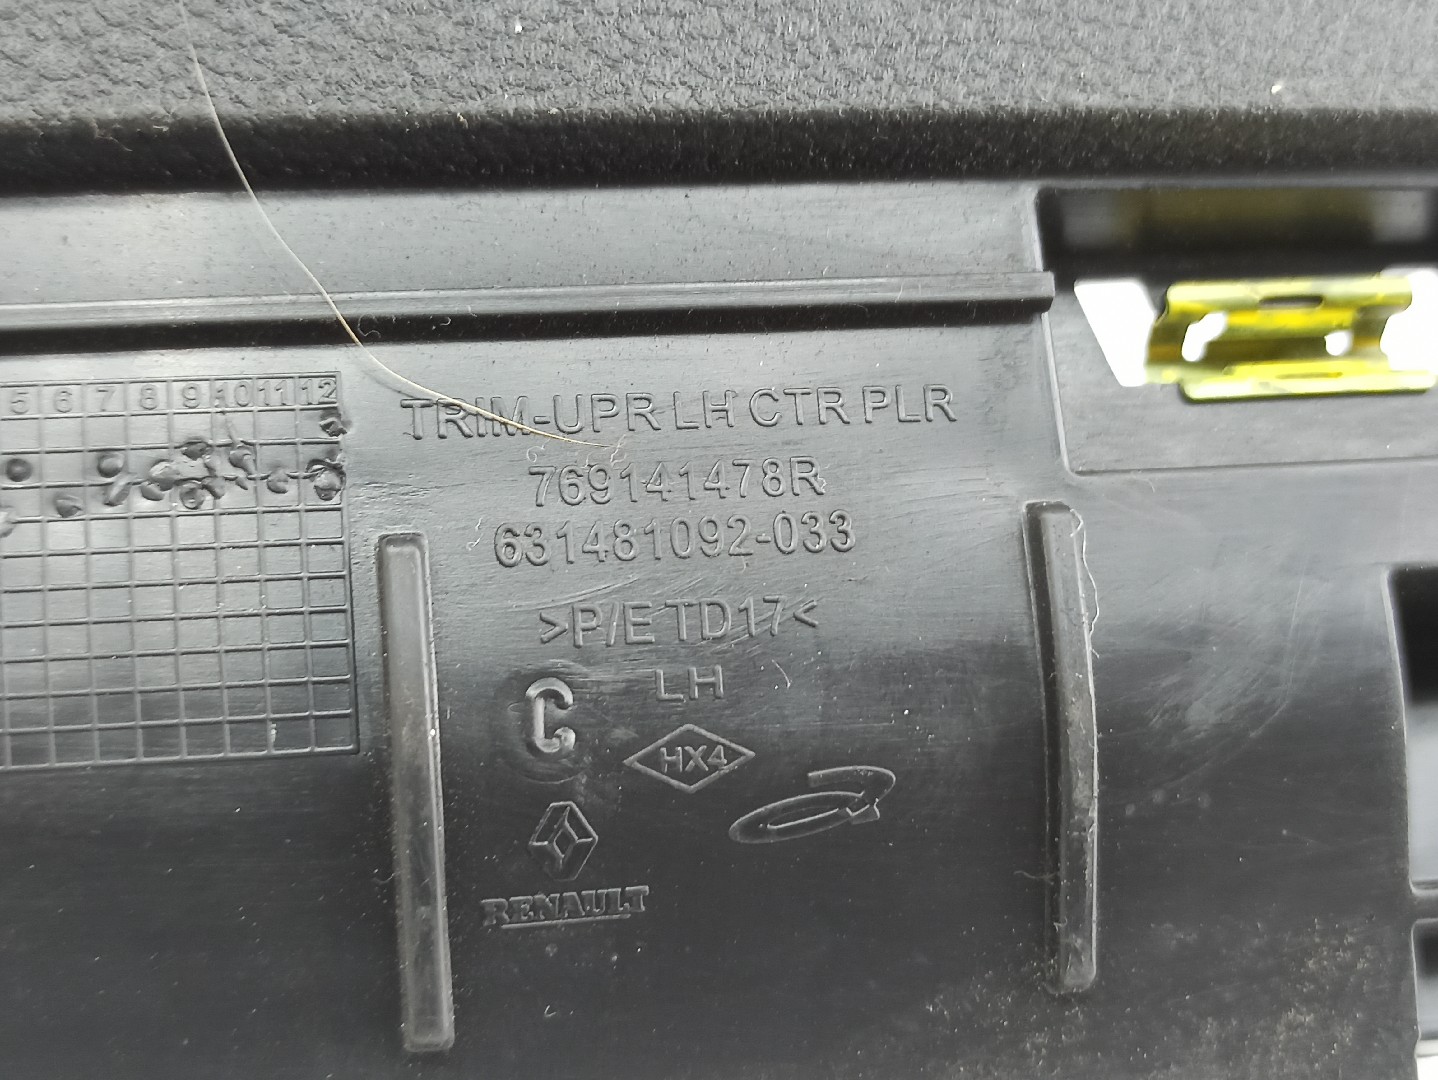 5 6 7 8 9 10 11 12
TRIM-UPR LH CTR PLR
769141478R
631481092-033
>P/E TD17<
LH
C
HX4
RENAULT